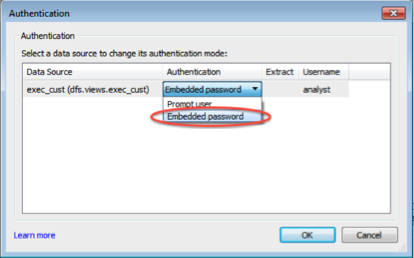 Authentication
Authentication
Select a data source to change its authentication mode:
Data Source Authentication Extract Username
exec_cust (dfs.views.exec_cust) Embedded password analyst
Prompt user
Embedded password
Learn more OK Cancel